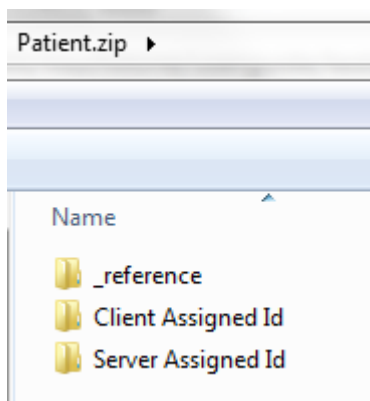 Patient.zip
Name
_reference
Client Assigned Id
Server Assigned Id